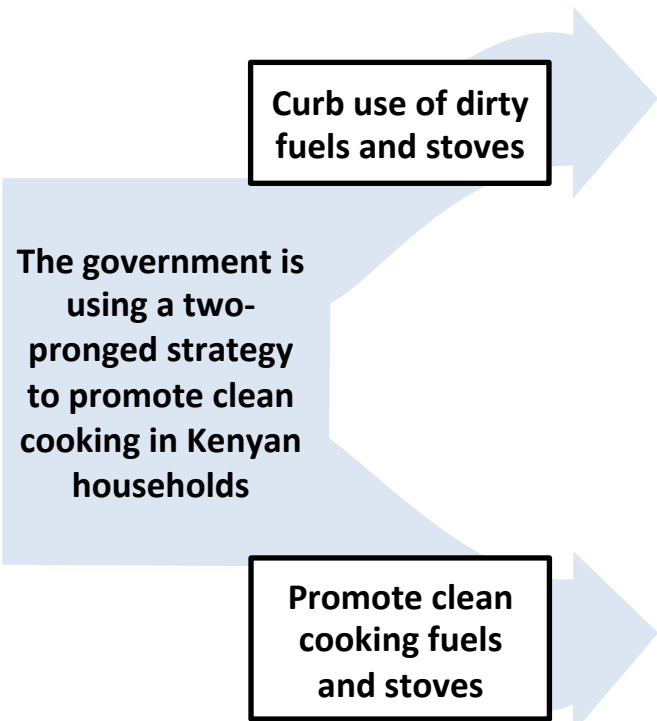 Curb use of dirty
fuels and stoves
The government is
using a two-
pronged strategy
to promote clean
cooking in Kenyan
households
Promote clean
cooking fuels
and stoves